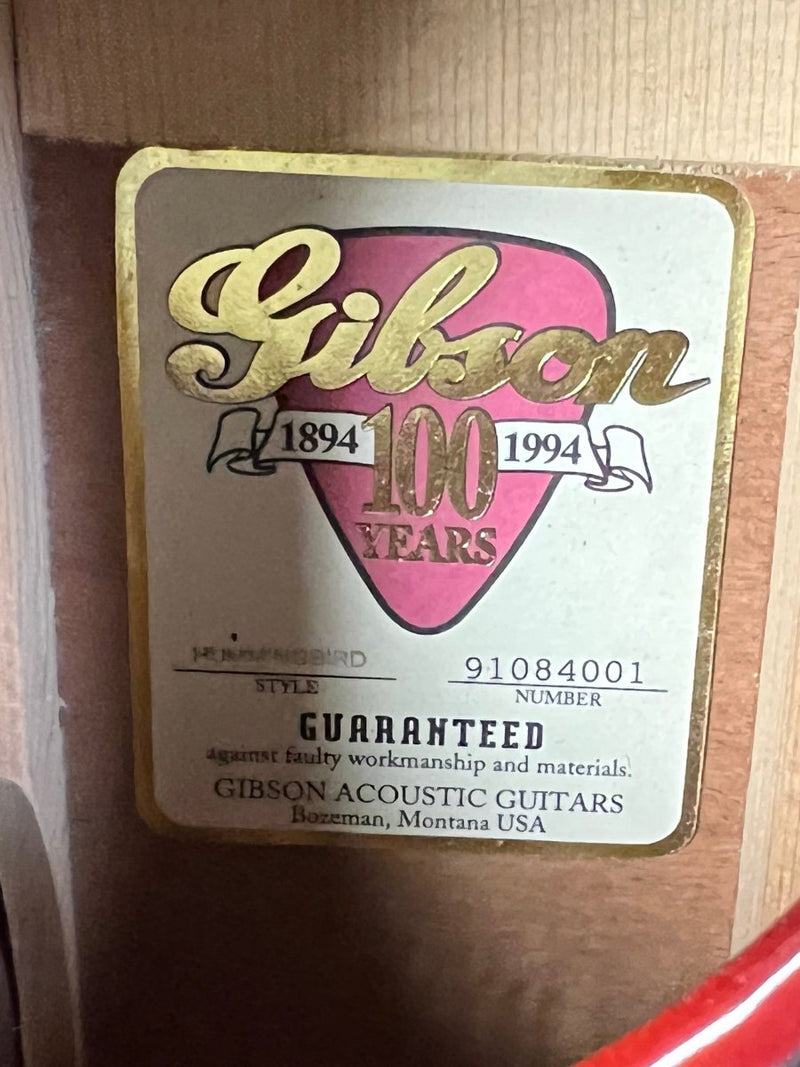 Gibson
1894 100 1994
YEARS
HUMMINGBIRD 91084001
STYLE NUMBER
GUARANTEED
against faulty workmanship and materials.
GIBSON ACOUSTIC GUITARS
Bozeman, Montana USA